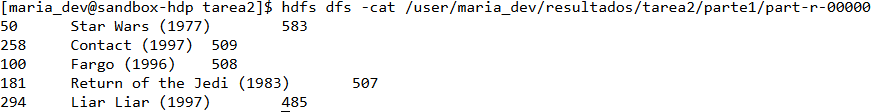 [maria_dev@sandbox-hdp tarea2]$ hdfs dfs -cat /user/maria_dev/resultados/tarea2/parte1/part-r-00000
50 Star Wars (1977) 583
258 Contact (1997) 509
100 Fargo (1996) 508
181 Return of the Jedi (1983) 507
294 Liar Liar (1997) 485